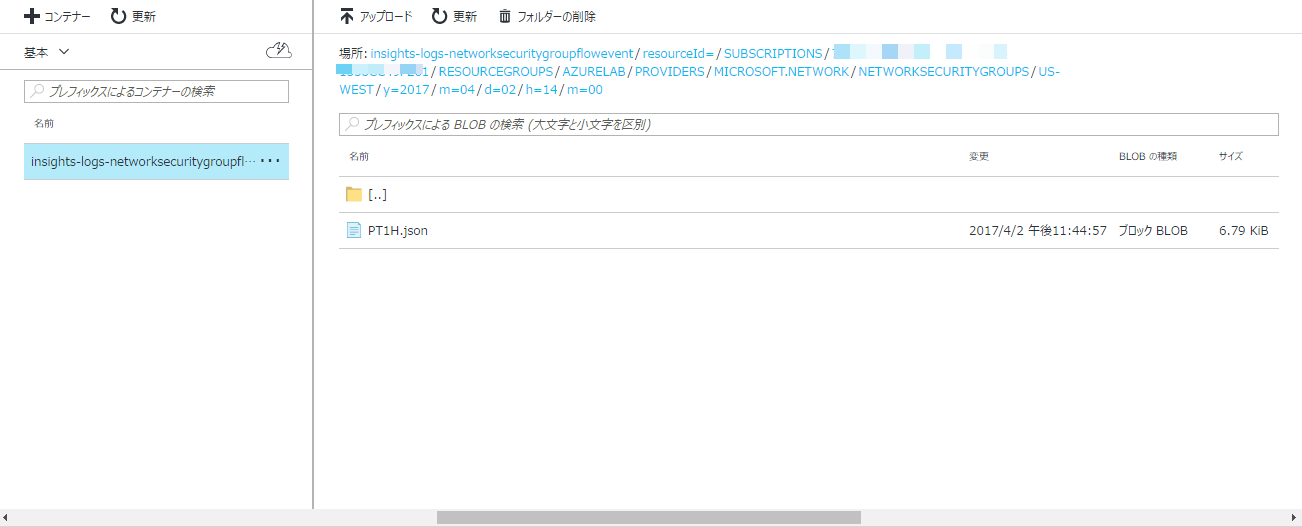 コンテナー 更新
基本
プレフィックスによるコンテナーの検索
名前
insights-logs-networksecuritygroupfl… ···
アップロード 更新 フォルダーの削除
場所: insights-logs-networksecuritygroupflowevent / resourceId= / SUBSCRIPTIONS /
/ RESOURCEGROUPS / AZURELAB / PROVIDERS / MICROSOFT.NETWORK / NETWORKSECURITYGROUPS / US-
WEST / y=2017 / m=04 / d=02 / h=14 / m=00
プレフィックスによる BLOB の検索 (大文字と小文字を区別)
名前 変更 BLOB の種類 サイズ
[..]
PT1H.json 2017/4/2 午後11:44:57 ブロック BLOB 6.79 KiB